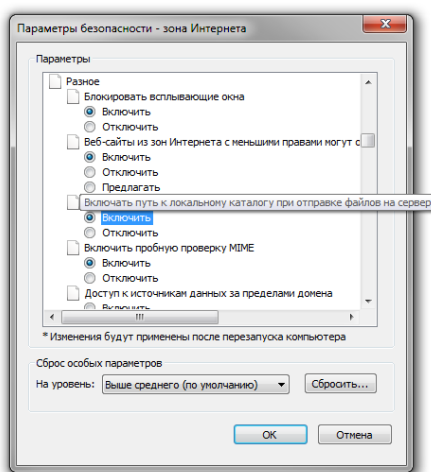 Параметры безопасности - зона Интернета
Параметры
Разное
Блокировать всплывающие окна
Включить
Отключить
Веб-сайты из зон Интернета с меньшими правами могут с
Включить
Отключить
Предлагать
Включать путь к локальному каталогу при отправке файлов на сервер
Включить
Отключить
Включить пробную проверку MIME
Включить
Отключить
Доступ к источникам данных за пределами домена
Включить
* Изменения будут применены после перезапуска компьютера
Сброс особых параметров
На уровень: Выше среднего (по умолчанию) Сбросить...
ОК Отмена